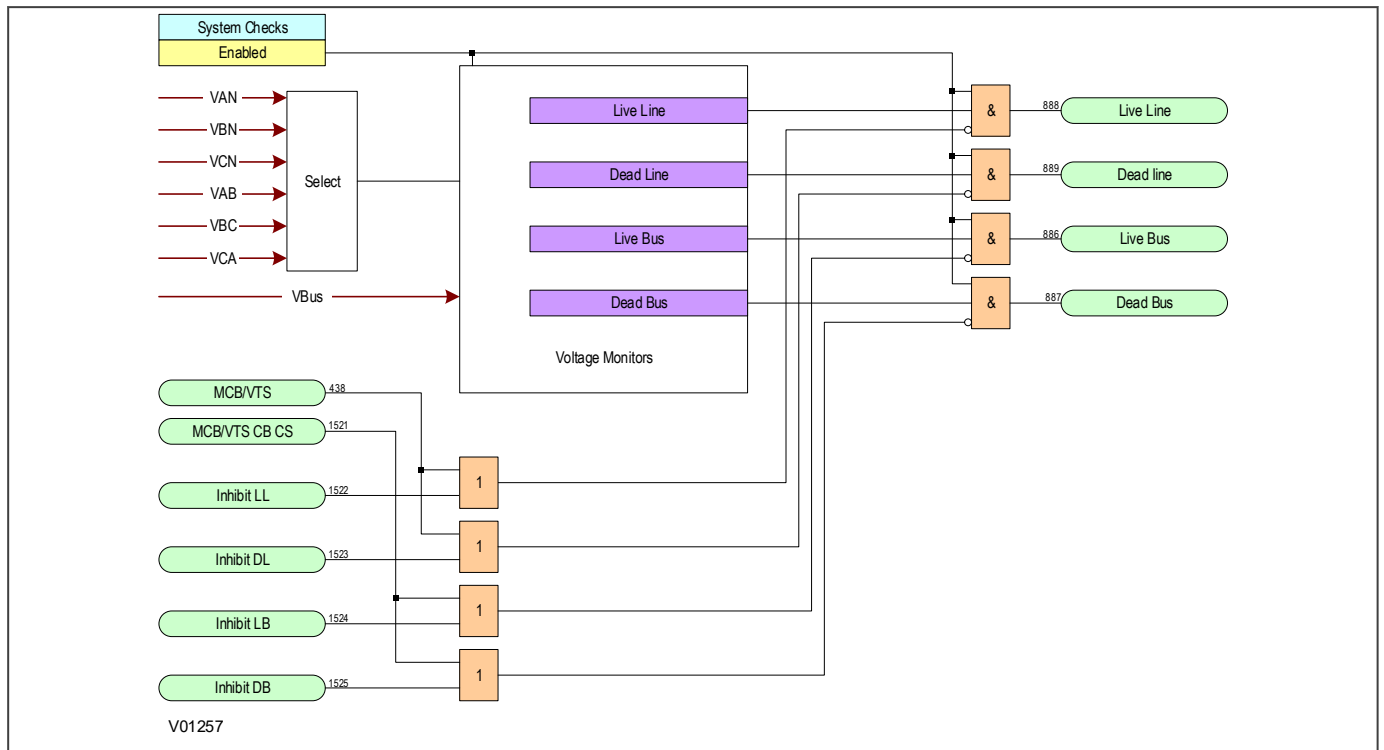 System Checks
Enabled
VAN
VBN
VCN
VAB
VBC
VCA
Select
VBus
Live Line
Dead Line
Live Bus
Dead Bus
Voltage Monitors
&
888
Live Line
&
889
Dead line
&
886
Live Bus
&
887
Dead Bus
MCB/VTS
438
MCB/VTS CB CS
1521
Inhibit LL
1522
1
Inhibit DL
1523
1
Inhibit LB
1524
1
Inhibit DB
1525
1
V01257